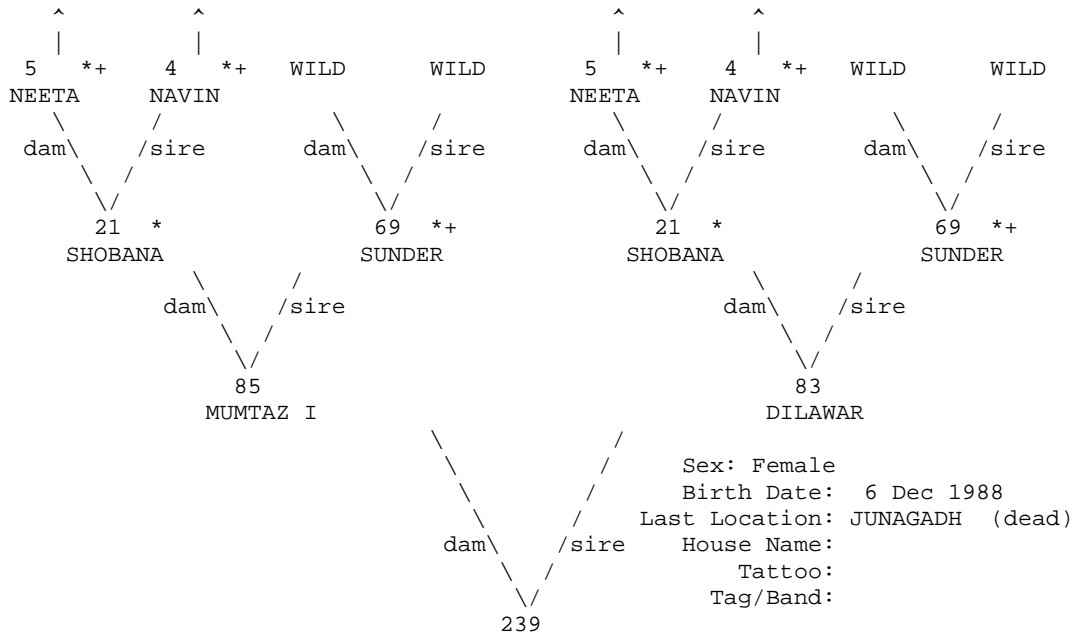 ^ ^ ^ ^
| | | |
5 *+ 4 *+ WILD WILD 5 *+ 4 *+ WILD WILD
NEETA NAVIN NEETA NAVIN
\ / \ / \ / \ /
dam\ /sire dam\ /sire dam\ /sire dam\ /sire
\ / \ / \ / \ /
\/ \/ \/ \/
21 * 69 *+ 21 * 69 *+
SHOBANA SUNDER SHOBANA SUNDER
\ / \ /
dam\ /sire dam\ /sire
\ / \ /
\/ \/
85 83
MUMTAZ I DILAWAR
\ /
\ / Sex: Female
\ / Birth Date: 6 Dec 1988
\ / Last Location: JUNAGADH (dead)
dam\ /sire House Name:
\ / Tattoo:
\/ Tag/Band:
239